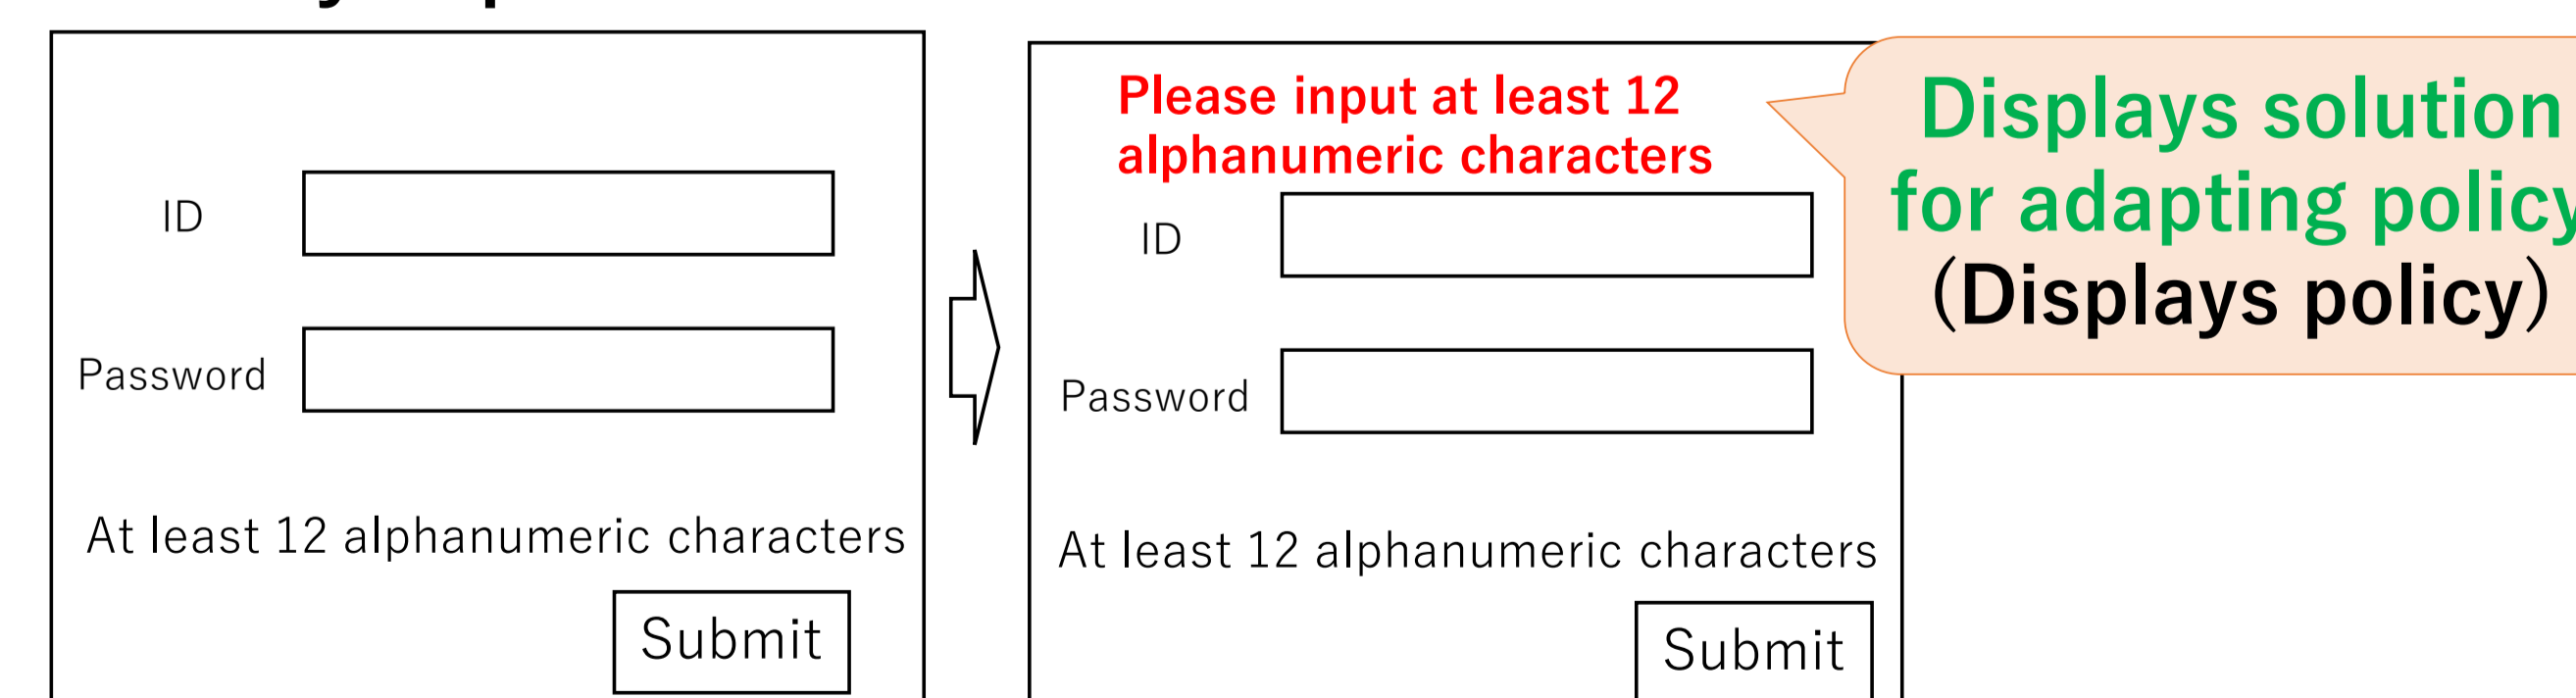 ID
Password
At least 12 alphanumeric characters
Submit
Please input at least 12
alphanumeric characters
ID
Password
At least 12 alphanumeric characters
Submit
Displays solution
for adapting policy
(Displays policy)